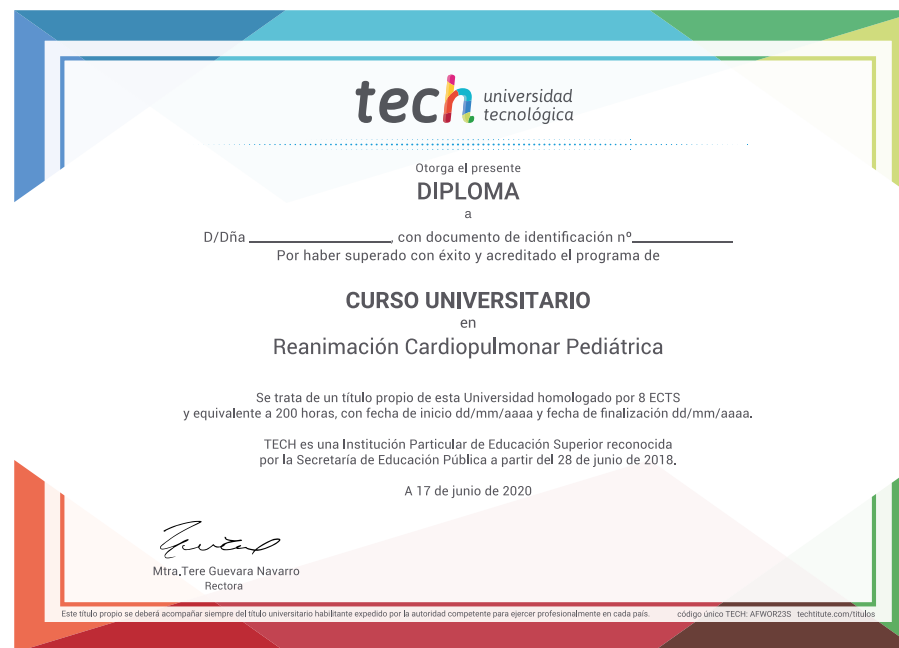 tech universidad
tecnológica
Otorga el presente
DIPLOMA
a
D/Dña ____________, con documento de identificación nº____________
Por haber superado con éxito y acreditado el programa de
CURSO UNIVERSITARIO
en
Reanimación Cardiopulmonar Pediátrica
Se trata de un título propio de esta Universidad homologado por 8 ECTS
y equivalente a 200 horas, con fecha de inicio dd/mm/aaaa y fecha de finalización dd/mm/aaaa.
TECH es una Institución Particular de Educación Superior reconocida
por la Secretaría de Educación Pública a partir del 28 de junio de 2018.
A 17 de junio de 2020
Mtra.Tere Guevara Navarro
Rectora
Este título propio se deberá acompañar siempre del título universitario habilitante expedido por la autoridad competente para ejercer profesionalmente en cada país. código único TECH: AFWOR23S techtitute.com/titulos